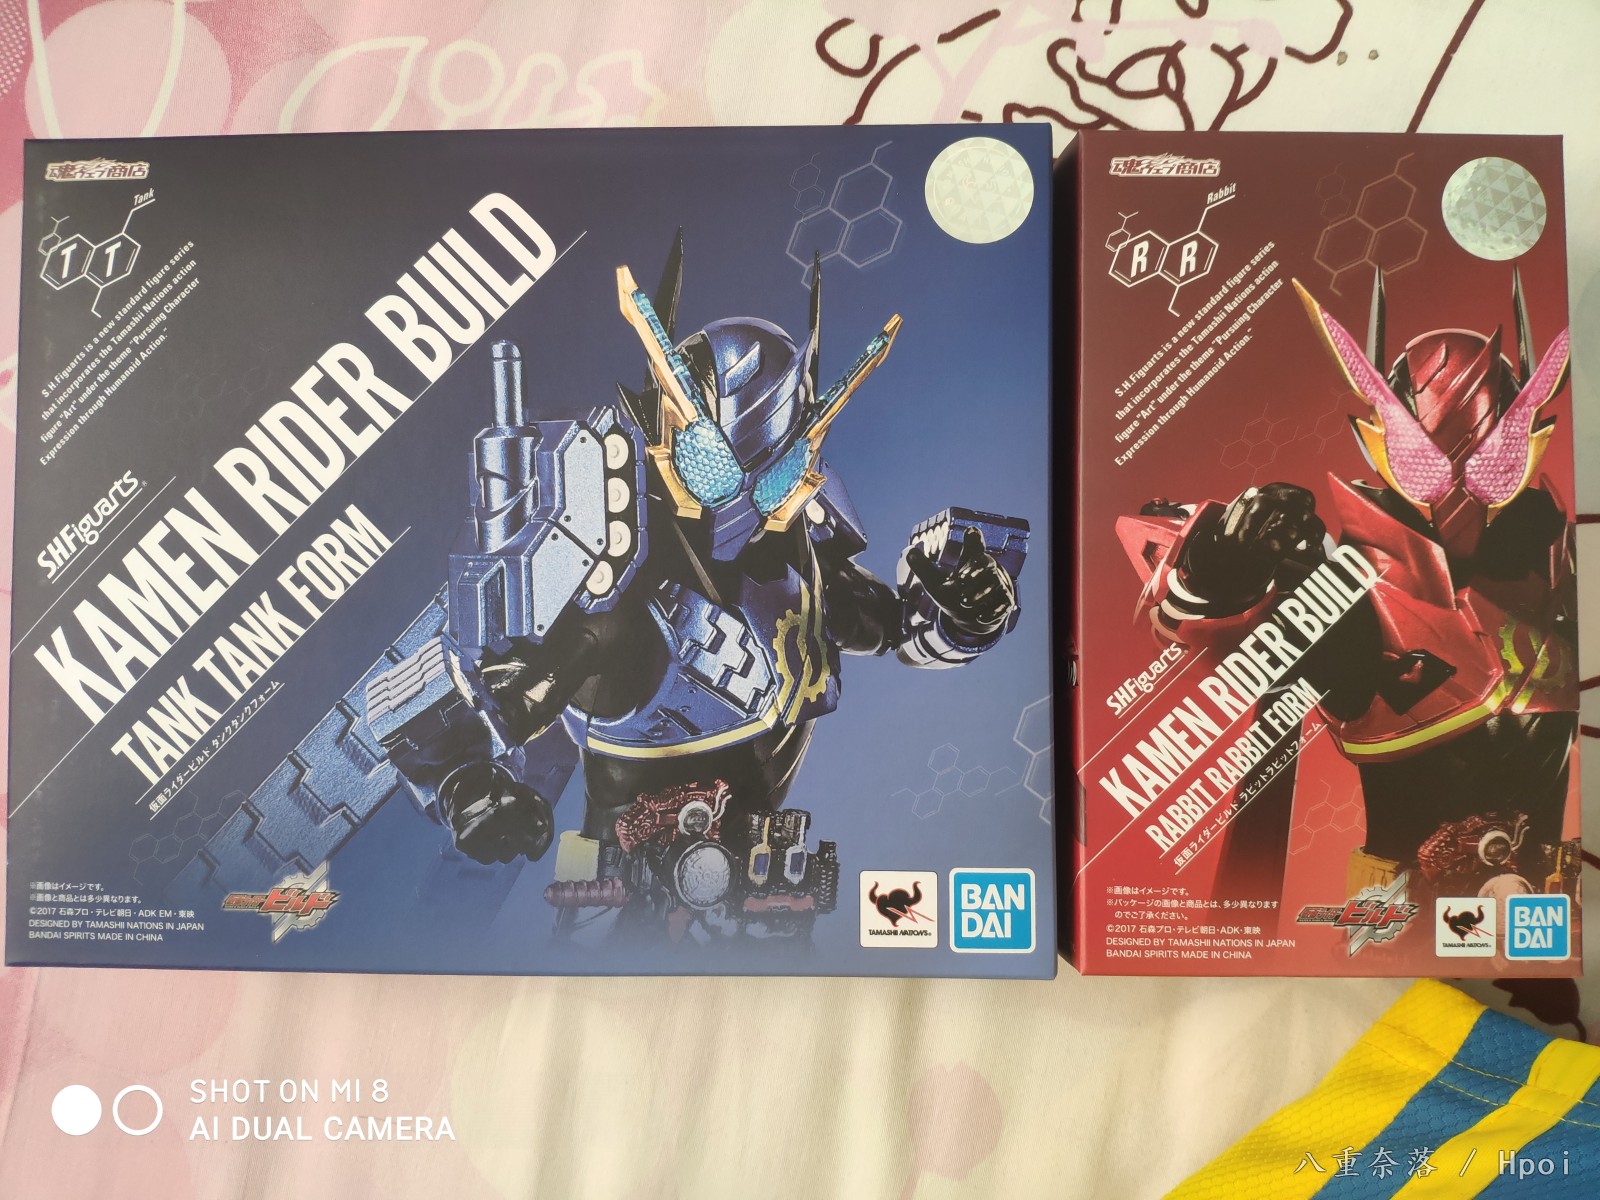 魂ウェブ商店
Tank
T T
S.H.Figuarts is a new standard figure series
that incorporates the Tamashii Nations action
figure "Art" under the theme "Pursuing Character
Expression through Humanoid Action."
S.H.Figuarts
KAMEN RIDER BUILD
TANK TANK FORM
仮面ライダービルド タンクタンクフォーム
※画像はイメージです。
※画像と商品とは多少異なります。
©2017 石森プロ・テレビ朝日・ADK EM・東映
DESIGNED BY TAMASHII NATIONS IN JAPAN
BANDAI SPIRITS MADE IN CHINA
ビルド
TAMASHII NATIONS
BAN
DAI
魂ウェブ商店
Rabbit
R R
S.H.Figuarts is a new standard figure series
that incorporates the Tamashii Nations action
figure "Art" under the theme "Pursuing Character
Expression through Humanoid Action."
S.H.Figuarts
KAMEN RIDER BUILD
RABBIT RABBIT FORM
仮面ライダービルド ラビットラビットフォーム
※画像はイメージです。
※パッケージの画像と商品とは、多少異なります
のでご了承ください。
©2017 石森プロ・テレビ朝日・ADK・東映
DESIGNED BY TAMASHII NATIONS IN JAPAN
BANDAI SPIRITS MADE IN CHINA
ビルド
TAMASHII NATIONS
BAN
DAI
SHOT ON MI 8
AI DUAL CAMERA
八重奈落 / Hpoi